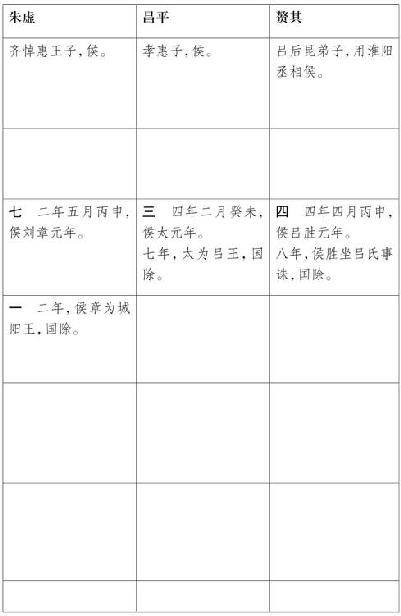 朱虚
昌平
赘其
齐悼惠王子,侯。
孝惠子,侯。
吕后昆弟子,用淮阳
丞相侯。
七 二年五月丙申,
侯刘章元年。
三 四年二月癸未,
侯太元年。
七年,太为吕王,国
除。
四 四年四月丙申,
侯吕胜元年。
八年,侯胜坐吕氏事
诛,国除。
一 二年,侯章为城
阳王,国除。